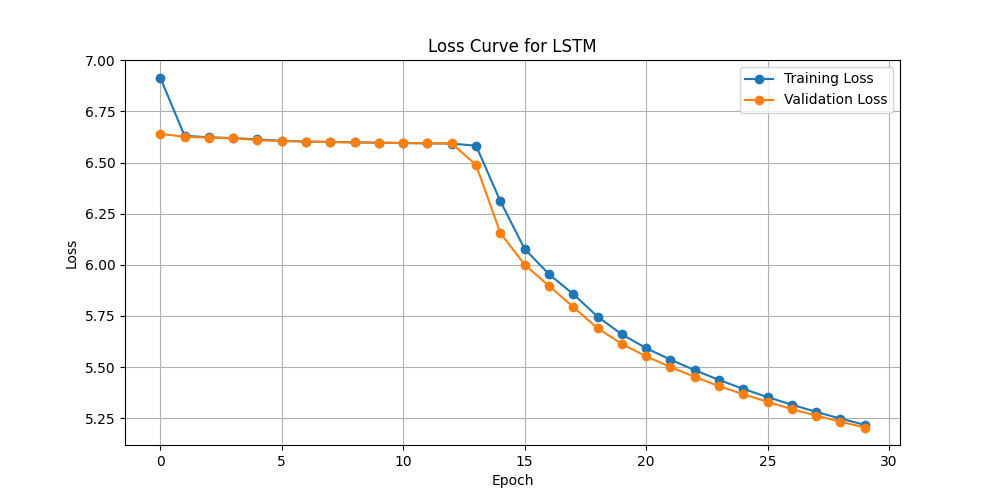 Loss Curve for LSTM
Training Loss
Validation Loss
Loss
7.00
6.75
6.50
6.25
6.00
5.75
5.50
5.25
0 5 10 15 20 25 30
Epoch